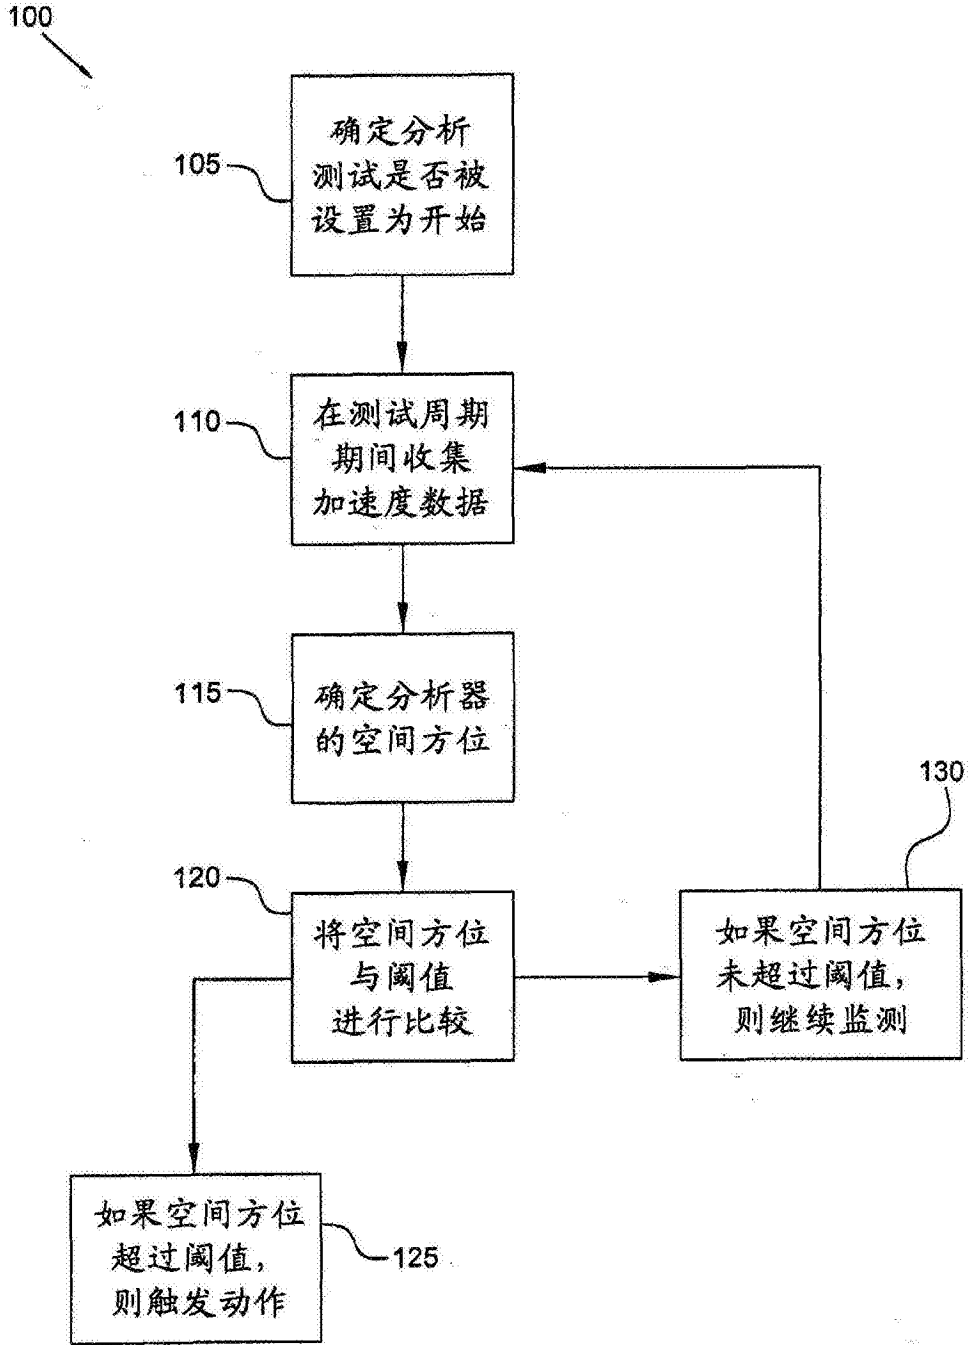 100
确定分析
测试是否被
设置为开始
105
在测试周期
期间收集
加速度数据
110
确定分析器
的空间方位
115
130
120
将空间方位
与阈值
进行比较
如果空间方位
未超过阈值，
则继续监测
如果空间方位
超过阈值，
则触发动作
125